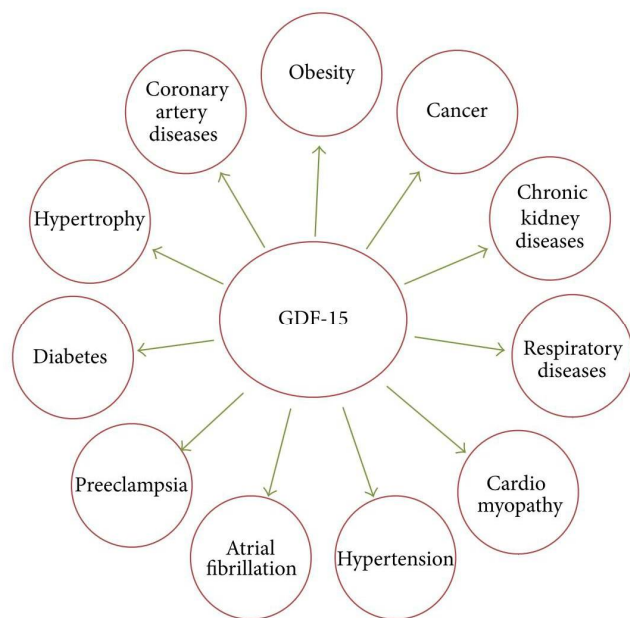 Obesity
Cancer
Chronic
kidney
diseases
Respiratory
diseases
Cardio
myopathy
Hypertension
Atrial
fibrillation
Preeclampsia
Diabetes
Hypertrophy
Coronary
artery
diseases
GDF-15